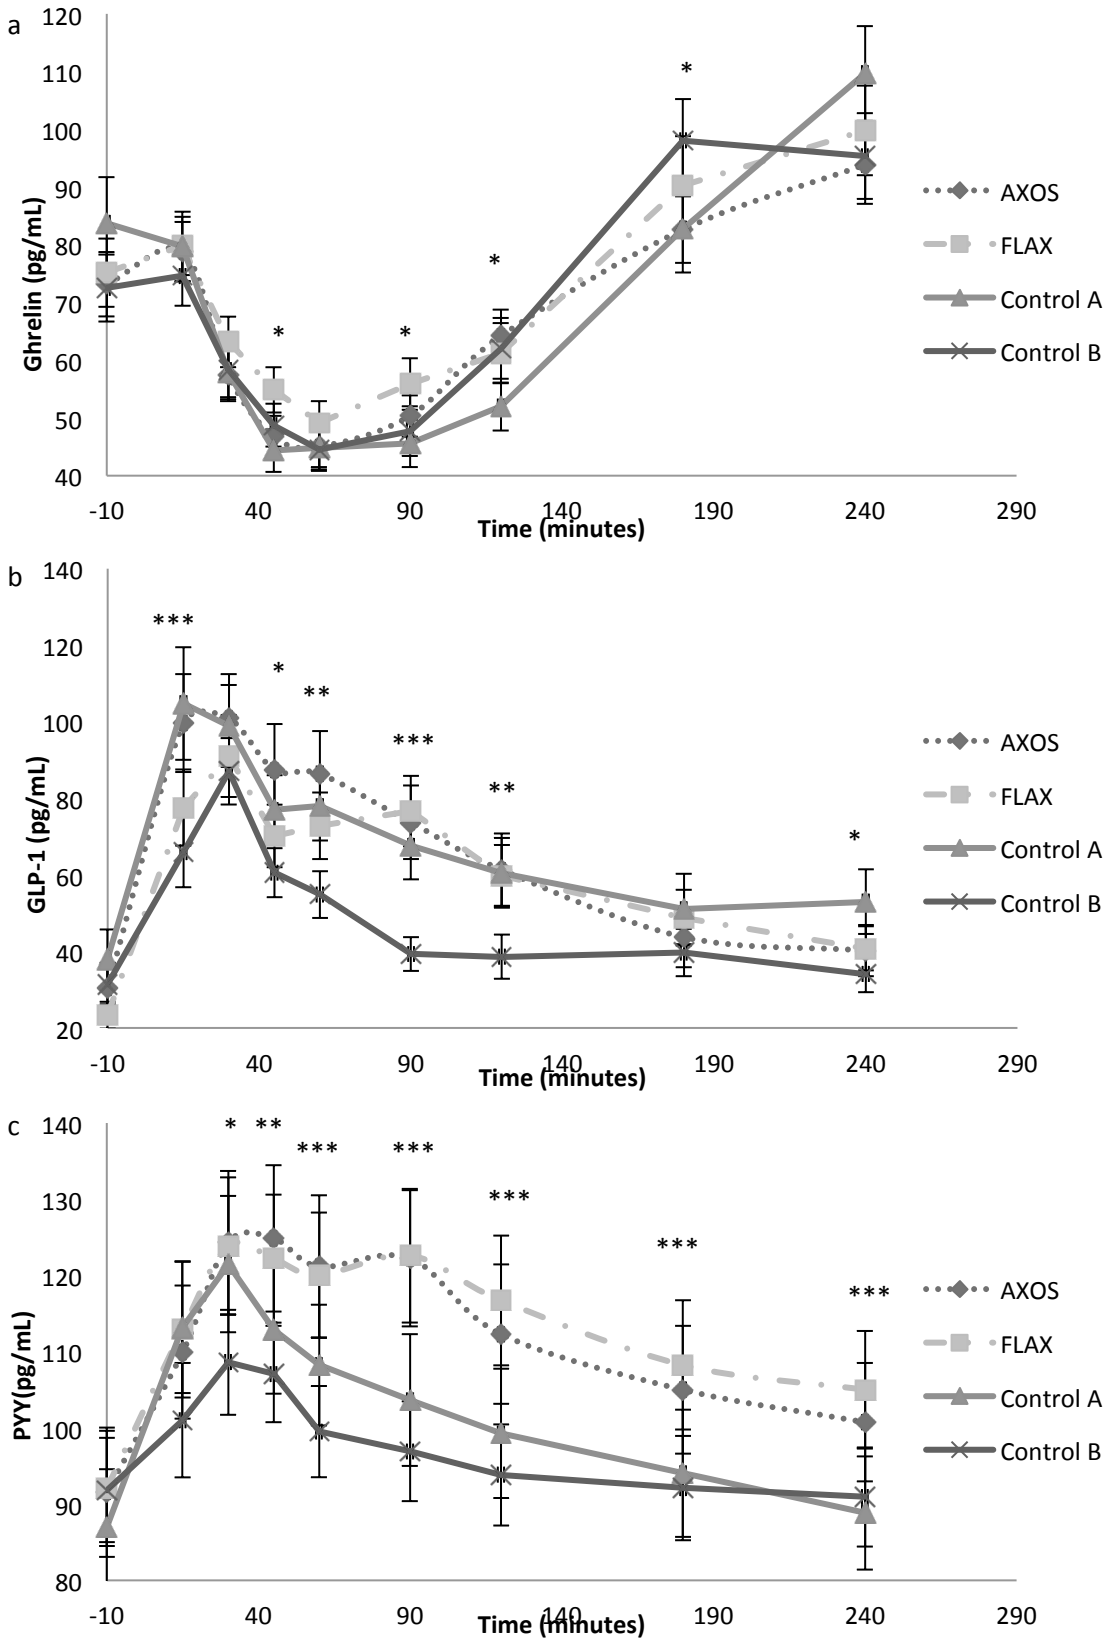 a
120
110
100
90
80
70
60
50
40
Ghrelin (pg/mL)
*
*
*
*
-10 40 90 140 190 240 290
Time (minutes)
AXOS
FLAX
Control A
Control B
b
140
120
100
80
60
40
20
GLP-1 (pg/mL)
***
*
**
***
**
*
-10 40 90 140 190 240 290
Time (minutes)
AXOS
FLAX
Control A
Control B
c
140
130
120
110
100
90
80
PYY(pg/mL)
* **
*** ***
***
***
***
-10 40 90 140 190 240 290
Time (minutes)
AXOS
FLAX
Control A
Control B